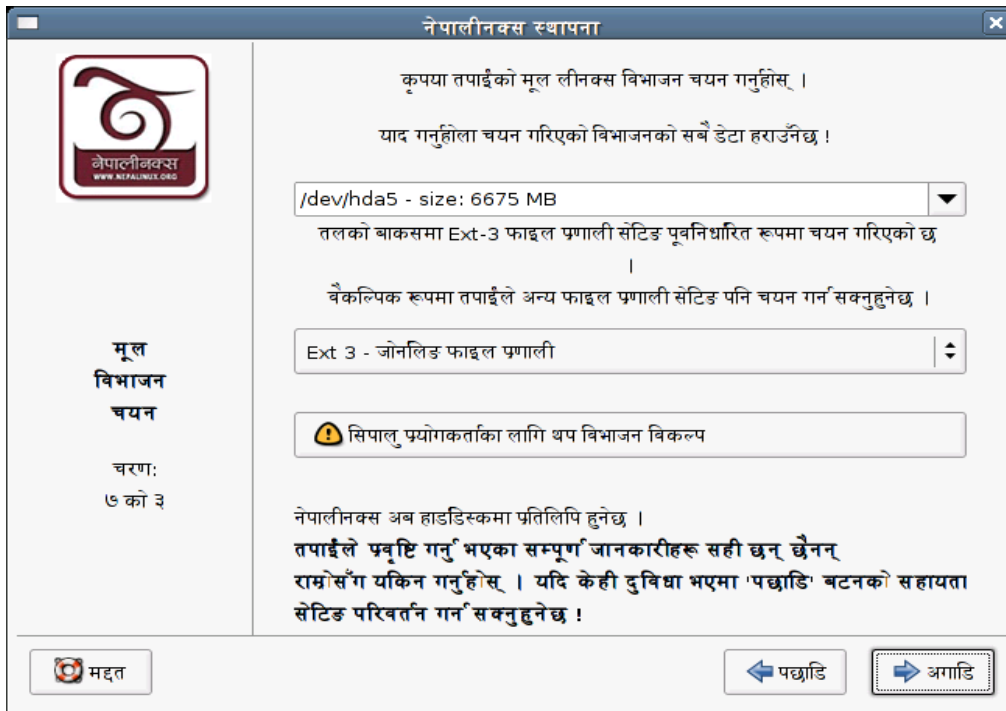 नेपालीनक्स स्थापना
नेपालीनक्स
WWW.NEPALINUX.ORG
कृपया तपाईंको मूल लीनक्स विभाजन चयन गर्नुहोस् ।
याद गर्नुहोला चयन गरिएको विभाजनको सबै डेटा हराउँनेछ !
/dev/hda5 - size: 6675 MB
तलको बाकसमा Ext-3 फाइल प्रणाली सेटिङ पूर्वनिर्धारित रूपमा चयन गरिएको छ
।
बैकल्पिक रूपमा तपाईंले अन्य फाइल प्रणाली सेटिङ पनि चयन गर्न सक्नुहुनेछ ।
Ext 3 - जोर्नलिङ फाइल प्रणाली
सिपालु प्रयोगकर्ताका लागि थप विभाजन विकल्प
मूल
विभाजन
चयन
चरण:
७ को ३
नेपालीनक्स अब हार्डडिस्कमा प्रतिलिपि हुनेछ ।
तपाईंले प्रवृष्टि गर्नु भएका सम्पूर्ण जानकारीहरू सही छन् छैनन्
राम्रोसँग यकिन गर्नुहोस् । यदि केही दुविधा भएमा 'पछाडि' बटनको सहायता
सेटिङ परिवर्तन गर्न सक्नुहुनेछ !
मद्दत
पछाडि
अगाडि